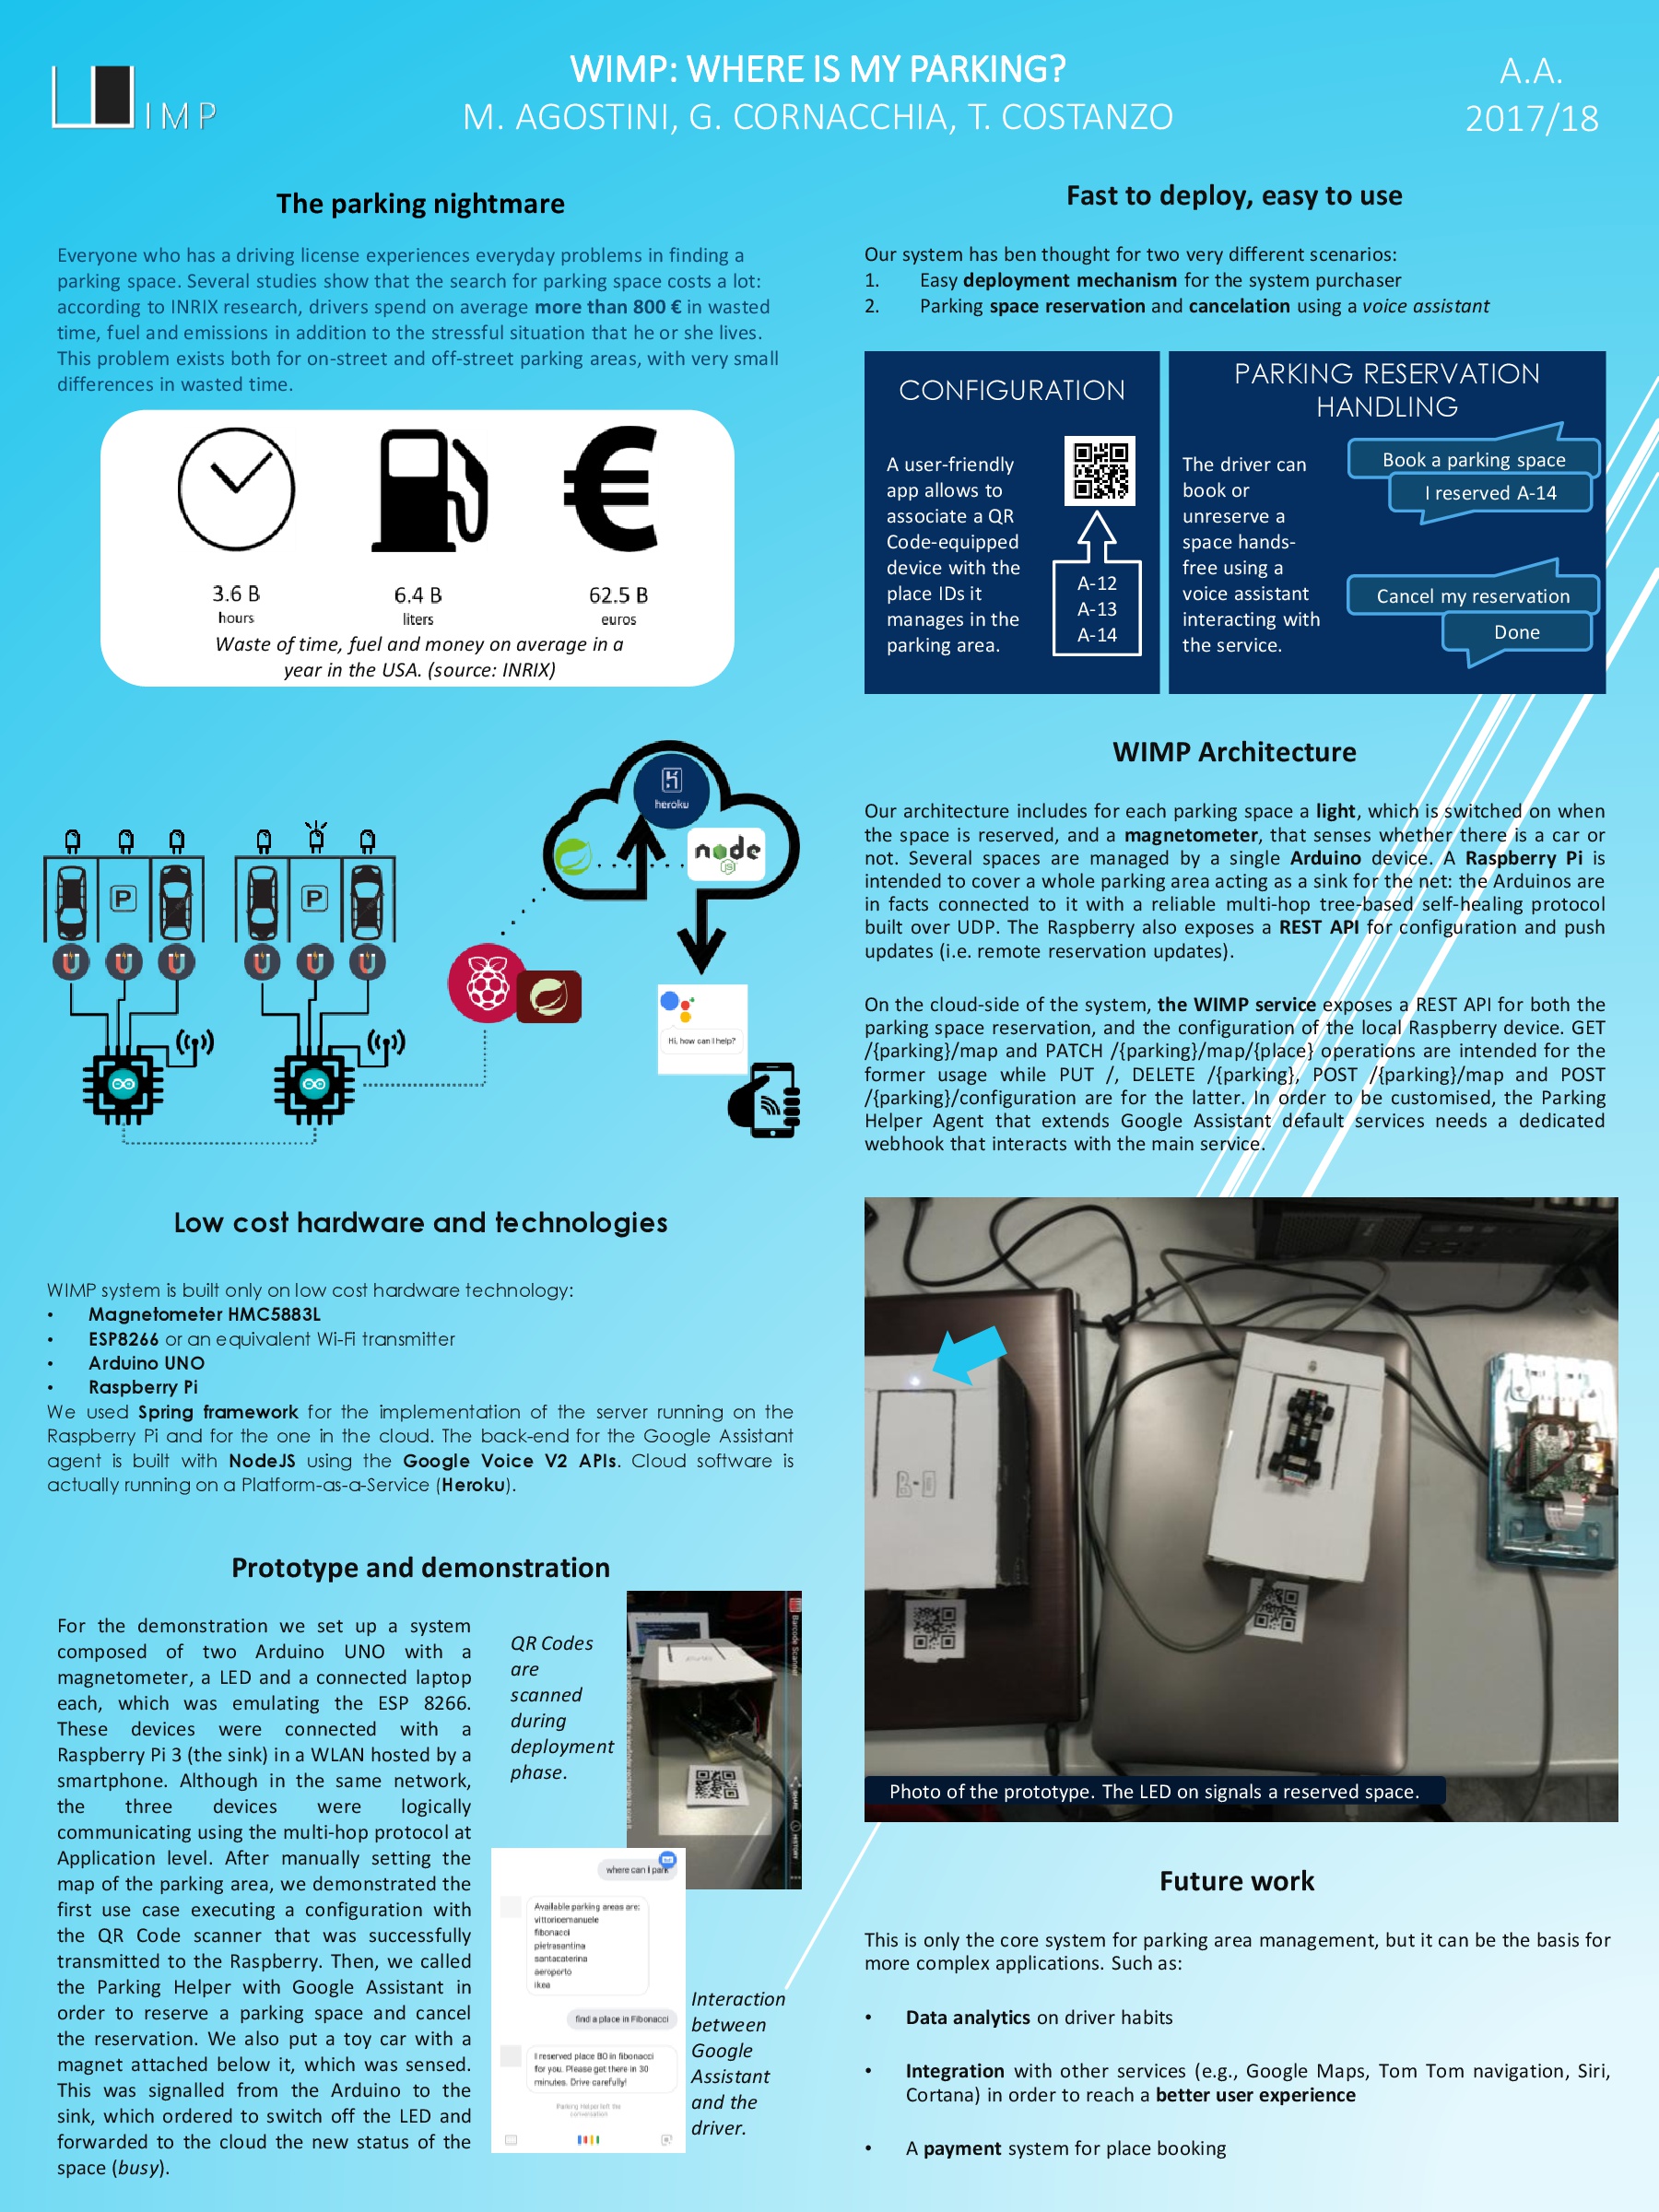 IMP
WIMP: WHERE IS MY PARKING?
M. AGOSTINI, G. CORNACCHIA, T. COSTANZO
A.A.
2017/18
The parking nightmare
Everyone who has a driving license experiences everyday problems in finding a
parking space. Several studies show that the search for parking space costs a lot:
according to INRIX research, drivers spend on average more than 800 € in wasted
time, fuel and emissions in addition to the stressful situation that he or she lives.
This problem exists both for on-street and off-street parking areas, with very small
differences in wasted time.
€
3.6 B
hours
6.4 B
liters
62.5 B
euros
Waste of time, fuel and money on average in a
year in the USA. (source: INRIX)
heroku
node
JS
P
P
Hi, how can I help?
Low cost hardware and technologies
WIMP system is built only on low cost hardware technology:
• Magnetometer HMC5883L
• ESP8266 or an equivalent Wi-Fi transmitter
• Arduino UNO
• Raspberry Pi
We used Spring framework for the implementation of the server running on the
Raspberry Pi and for the one in the cloud. The back-end for the Google Assistant
agent is built with NodeJS using the Google Voice V2 APIs. Cloud software is
actually running on a Platform-as-a-Service (Heroku).
Prototype and demonstration
For the demonstration we set up a system
composed of two Arduino UNO with a
magnetometer, a LED and a connected laptop
each, which was emulating the ESP 8266.
These devices were connected with a
Raspberry Pi 3 (the sink) in a WLAN hosted by a
smartphone. Although in the same network,
the three devices were logically
communicating using the multi-hop protocol at
Application level. After manually setting the
map of the parking area, we demonstrated the
first use case executing a configuration with
the QR Code scanner that was successfully
transmitted to the Raspberry. Then, we called
the Parking Helper with Google Assistant in
order to reserve a parking space and cancel
the reservation. We also put a toy car with a
magnet attached below it, which was sensed.
This was signalled from the Arduino to the
sink, which ordered to switch off the LED and
forwarded to the cloud the new status of the
space (busy).
QR Codes
are
scanned
during
deployment
phase.
Barcode Scanner
SHARE
HISTORY
where can I park
Available parking areas are:
vittorioemanuele
fibonacci
pietrasantina
santacaterina
aeroporto
ikea
find a place in Fibonacci
I reserved place B0 in fibonacci
for you. Please get there in 30
minutes. Drive carefully!
Parking Helper left the
conversation
Interaction
between
Google
Assistant
and the
driver.
Fast to deploy, easy to use
Our system has ben thought for two very different scenarios:
1. Easy deployment mechanism for the system purchaser
2. Parking space reservation and cancelation using a voice assistant
CONFIGURATION
A user-friendly
app allows to
associate a QR
Code-equipped
device with the
place IDs it
manages in the
parking area.
A-12
A-13
A-14
PARKING RESERVATION
HANDLING
The driver can
book or
unreserve a
space hands-
free using a
voice assistant
interacting with
the service.
Book a parking space
I reserved A-14
Cancel my reservation
Done
WIMP Architecture
Our architecture includes for each parking space a light, which is switched on when
the space is reserved, and a magnetometer, that senses whether there is a car or
not. Several spaces are managed by a single Arduino device. A Raspberry Pi is
intended to cover a whole parking area acting as a sink for the net: the Arduinos are
in facts connected to it with a reliable multi-hop tree-based self-healing protocol
built over UDP. The Raspberry also exposes a REST API for configuration and push
updates (i.e. remote reservation updates).
On the cloud-side of the system, the WIMP service exposes a REST API for both the
parking space reservation, and the configuration of the local Raspberry device. GET
/{parking}/map and PATCH /{parking}/map/{place} operations are intended for the
former usage while PUT /, DELETE /{parking}, POST /{parking}/map and POST
/{parking}/configuration are for the latter. In order to be customised, the Parking
Helper Agent that extends Google Assistant default services needs a dedicated
webhook that interacts with the main service.
B-0
Photo of the prototype. The LED on signals a reserved space.
Future work
This is only the core system for parking area management, but it can be the basis for
more complex applications. Such as:
• Data analytics on driver habits
• Integration with other services (e.g., Google Maps, Tom Tom navigation, Siri,
Cortana) in order to reach a better user experience
• A payment system for place booking